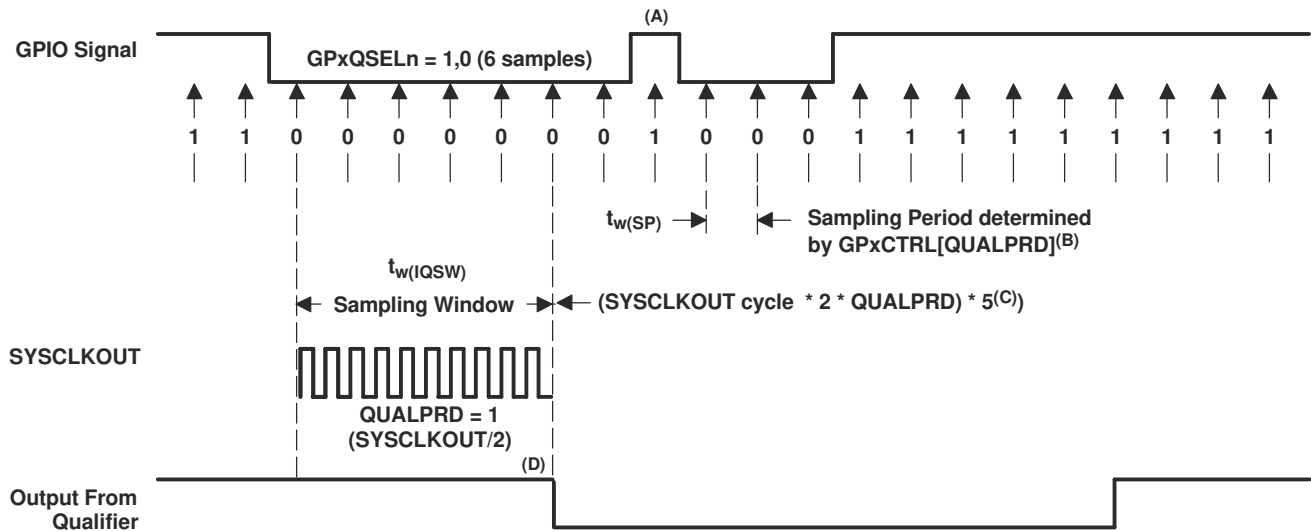 (A)
GPIO Signal
GPxQSELn = 1,0 (6 samples)
1 1 0 0 0 0 0 0 0 1 0 0 0 1 1 1 1 1 1 1 1 1
tw(SP)
Sampling Period determined
by GPxCTRL[QUALPRD](B)
tw(IQSW)
Sampling Window
(SYSCLKOUT cycle * 2 * QUALPRD) * 5(C))
SYSCLKOUT
QUALPRD = 1
(SYSCLKOUT/2)
(D)
Output From
Qualifier